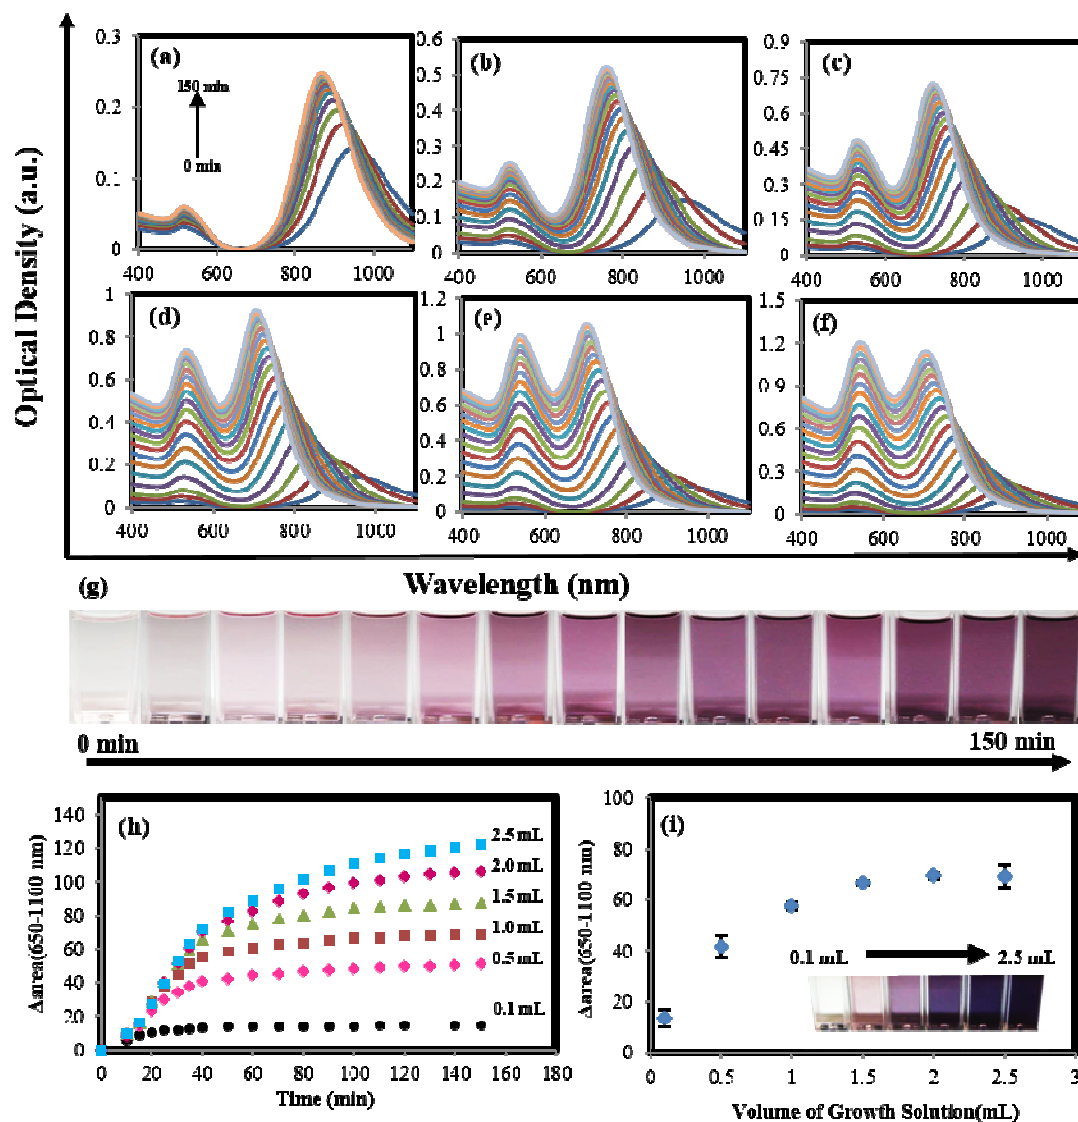 Optical Density (a.u.)
(a)
0.3
0.2
0.1
0
150 min
0 min
400 600 800 1000
(b)
0.6
0.5
0.4
0.3
0.2
0.1
0
400 600 800 1000
(c)
0.9
0.75
0.6
0.45
0.3
0.15
0
400 600 800 1000
(d)
1
0.8
0.6
0.4
0.2
0
400 600 800 1000
(e)
1.2
1
0.8
0.6
0.4
0.2
0
400 600 800 1000
(f)
1.5
1.2
0.9
0.6
0.3
0
400 600 800 1000
Wavelength (nm)
(g)
0 min
150 min
(h)
Δarea(650-1100 nm)
140
120
100
80
60
40
20
0
2.5 mL
2.0 mL
1.5 mL
1.0 mL
0.5 mL
0.1 mL
0 20 40 60 80 100 120 140 160 180
Time (min)
(i)
Δarea(650-1100 nm)
100
80
60
40
20
0
0.1 mL
2.5 mL
0 0.5 1 1.5 2 2.5 3
Volume of Growth Solution(mL)